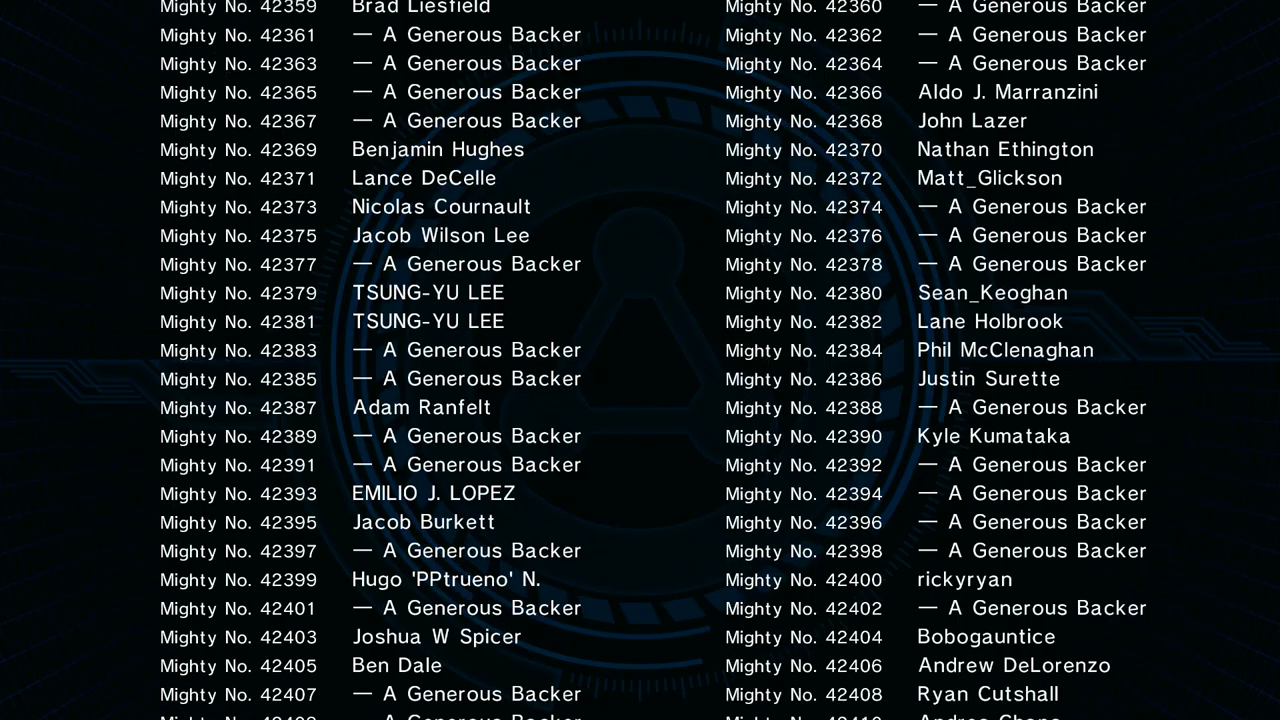 Mighty No. 42359 Brad Liesfield Mighty No. 42360 — A Generous Backer
Mighty No. 42361 — A Generous Backer Mighty No. 42362 — A Generous Backer
Mighty No. 42363 — A Generous Backer Mighty No. 42364 — A Generous Backer
Mighty No. 42365 — A Generous Backer Mighty No. 42366 Aldo J. Marranzini
Mighty No. 42367 — A Generous Backer Mighty No. 42368 John Lazer
Mighty No. 42369 Benjamin Hughes Mighty No. 42370 Nathan Ethington
Mighty No. 42371 Lance DeCelle Mighty No. 42372 Matt_Glickson
Mighty No. 42373 Nicolas Cournault Mighty No. 42374 — A Generous Backer
Mighty No. 42375 Jacob Wilson Lee Mighty No. 42376 — A Generous Backer
Mighty No. 42377 — A Generous Backer Mighty No. 42378 — A Generous Backer
Mighty No. 42379 TSUNG-YU LEE Mighty No. 42380 Sean_Keoghan
Mighty No. 42381 TSUNG-YU LEE Mighty No. 42382 Lane Holbrook
Mighty No. 42383 — A Generous Backer Mighty No. 42384 Phil McClenaghan
Mighty No. 42385 — A Generous Backer Mighty No. 42386 Justin Surette
Mighty No. 42387 Adam Ranfelt Mighty No. 42388 — A Generous Backer
Mighty No. 42389 — A Generous Backer Mighty No. 42390 Kyle Kumataka
Mighty No. 42391 — A Generous Backer Mighty No. 42392 — A Generous Backer
Mighty No. 42393 EMILIO J. LOPEZ Mighty No. 42394 — A Generous Backer
Mighty No. 42395 Jacob Burkett Mighty No. 42396 — A Generous Backer
Mighty No. 42397 — A Generous Backer Mighty No. 42398 — A Generous Backer
Mighty No. 42399 Hugo 'PPtrueno' N. Mighty No. 42400 rickyryan
Mighty No. 42401 — A Generous Backer Mighty No. 42402 — A Generous Backer
Mighty No. 42403 Joshua W Spicer Mighty No. 42404 Bobogauntice
Mighty No. 42405 Ben Dale Mighty No. 42406 Andrew DeLorenzo
Mighty No. 42407 — A Generous Backer Mighty No. 42408 Ryan Cutshall
Mighty No. 42409 — A Generous Backer Mighty No. 42410